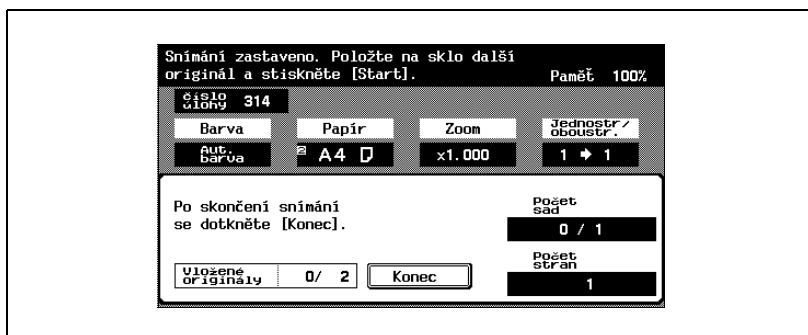 Snímání zastaveno. Položte na sklo další
originál a stiskněte [Start].
Paměť 100%
číslo
úlohy 314
Barva
Papír
Zoom
Jednostr/
oboustr.
Aut.
barva
2 A4
×1.000
1 → 1
Po skončení snímání
se dotkněte [Konec].
Počet
sad
0 / 1
Vložené
originály 0/ 2
Konec
Počet
stran
1